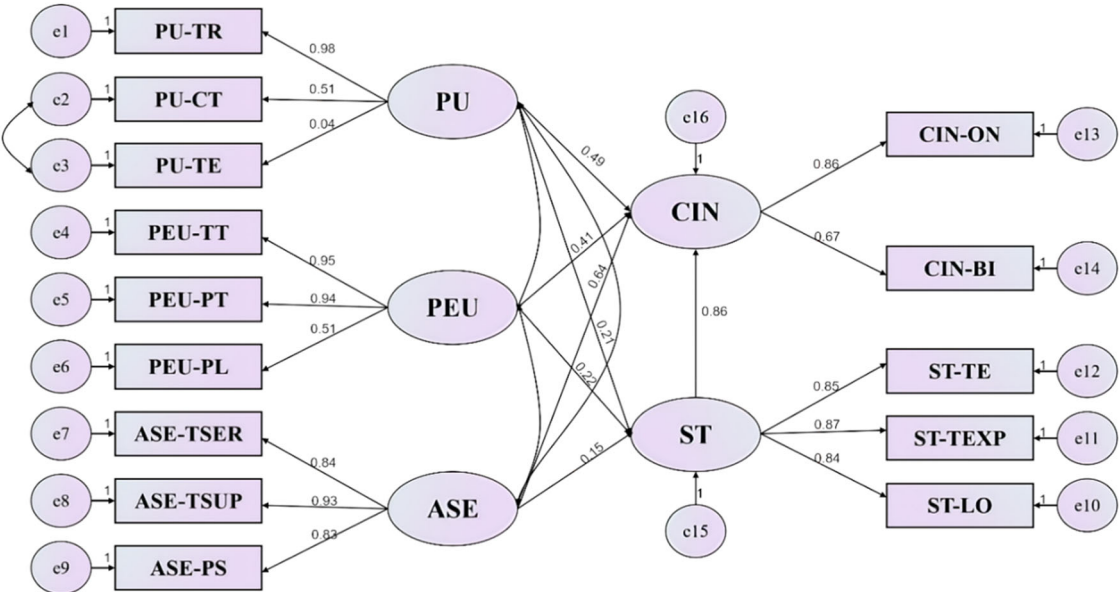 e1 1 PU-TR
0.98
e2 1 PU-CT
0.51
e3 1 PU-TE
0.04
PU
e4 1 PEU-TT
0.95
e5 1 PEU-PT
0.94
e6 1 PEU-PL
0.51
PEU
e7 1 ASE-TSER
0.84
e8 1 ASE-TSUP
0.93
e9 1 ASE-PS
0.83
ASE
0.49
0.41
0.64
0.21
0.22
0.15
e16
1
CIN
0.86
ST
1
e15
0.86
CIN-ON 1 e13
0.67
CIN-BI 1 e14
0.85
ST-TE 1 e12
0.87
ST-TEXP 1 e11
0.84
ST-LO 1 e10